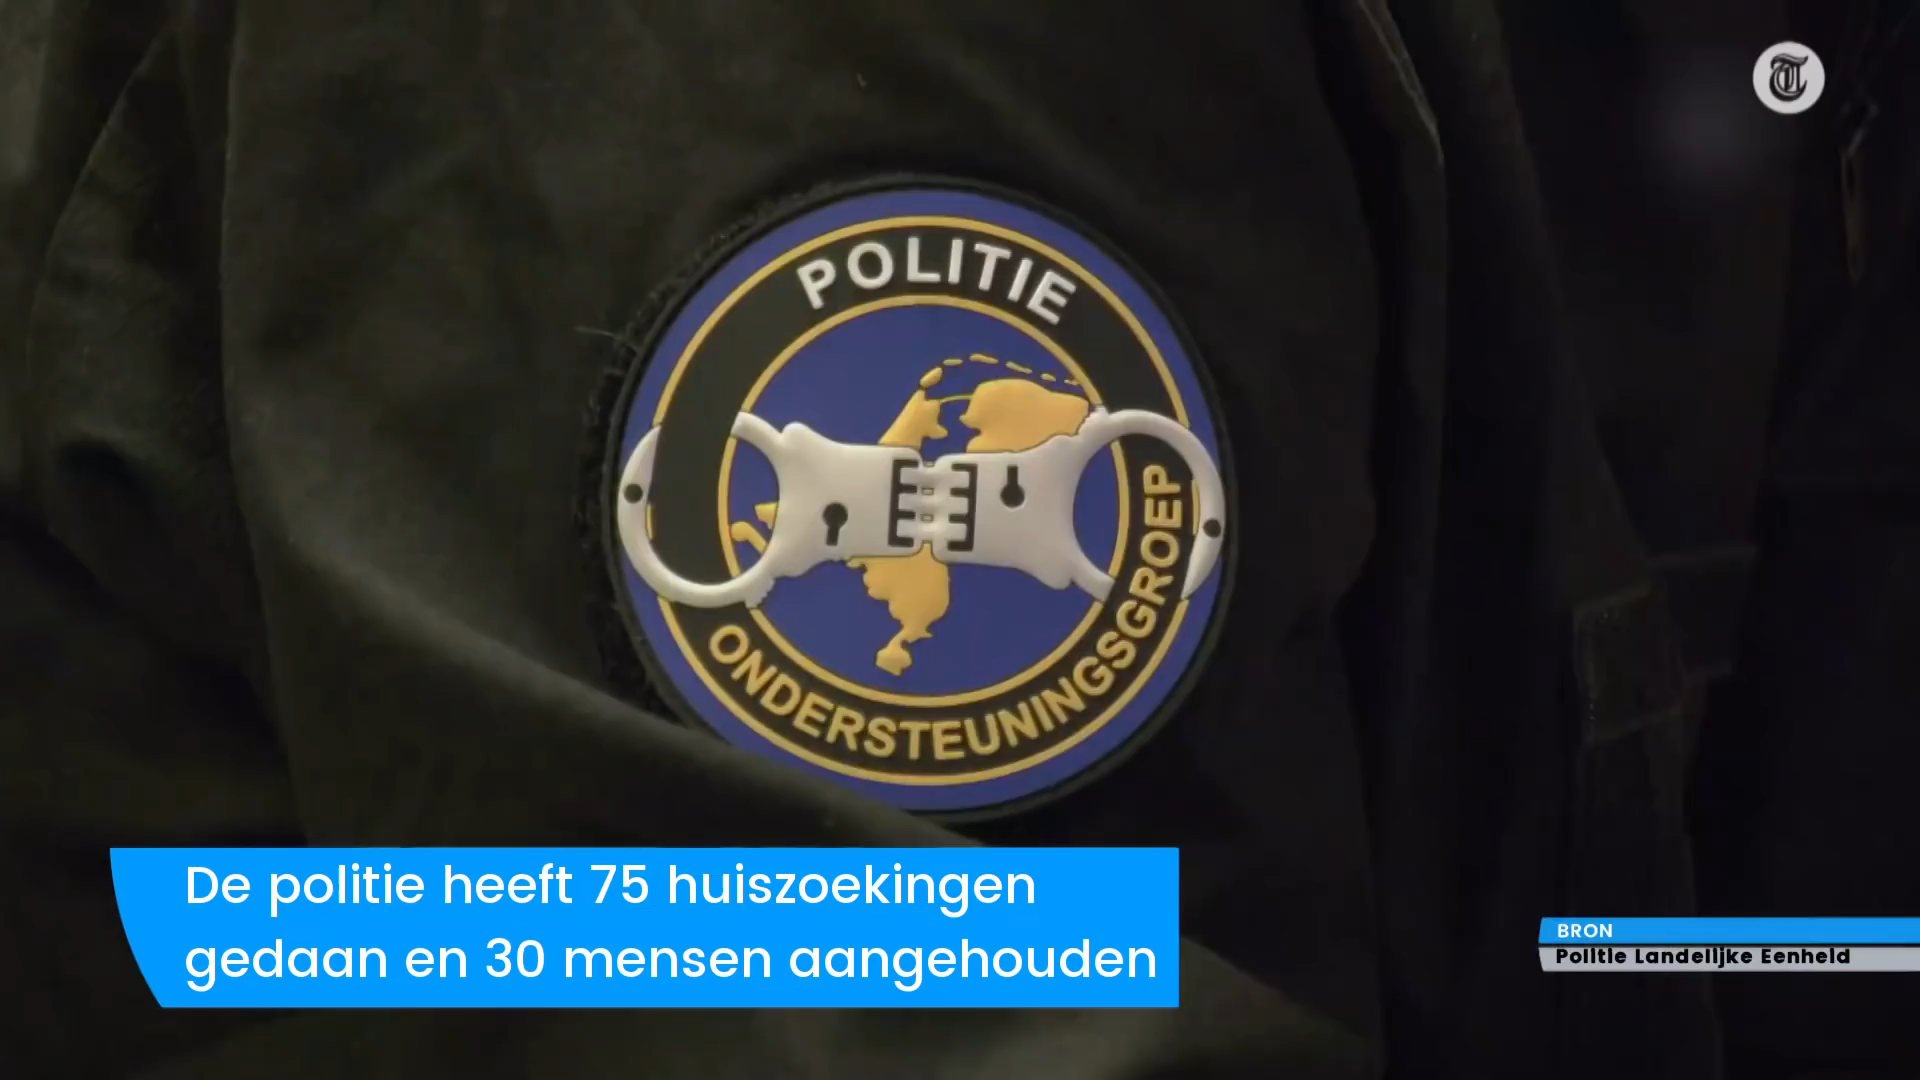 POLITIE
ONDERSTEUNINGSGROEP
De politie heeft 75 huiszoekingen
gedaan en 30 mensen aangehouden
BRON
Politie Landelijke Eenheid